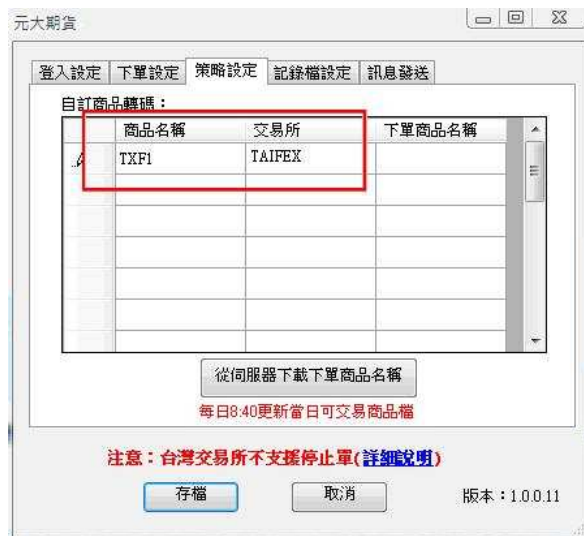 元大期貨
登入設定 下單設定 策略設定 記錄檔設定 訊息發送
自訂商品轉碼：
商品名稱 交易所 下單商品名稱
TXF1 TAIFEX
從伺服器下載下單商品名稱
每日8:40更新當日可交易商品檔
注意：台灣交易所不支援停止單(詳細說明)
存檔 取消 版本：1.0.0.11